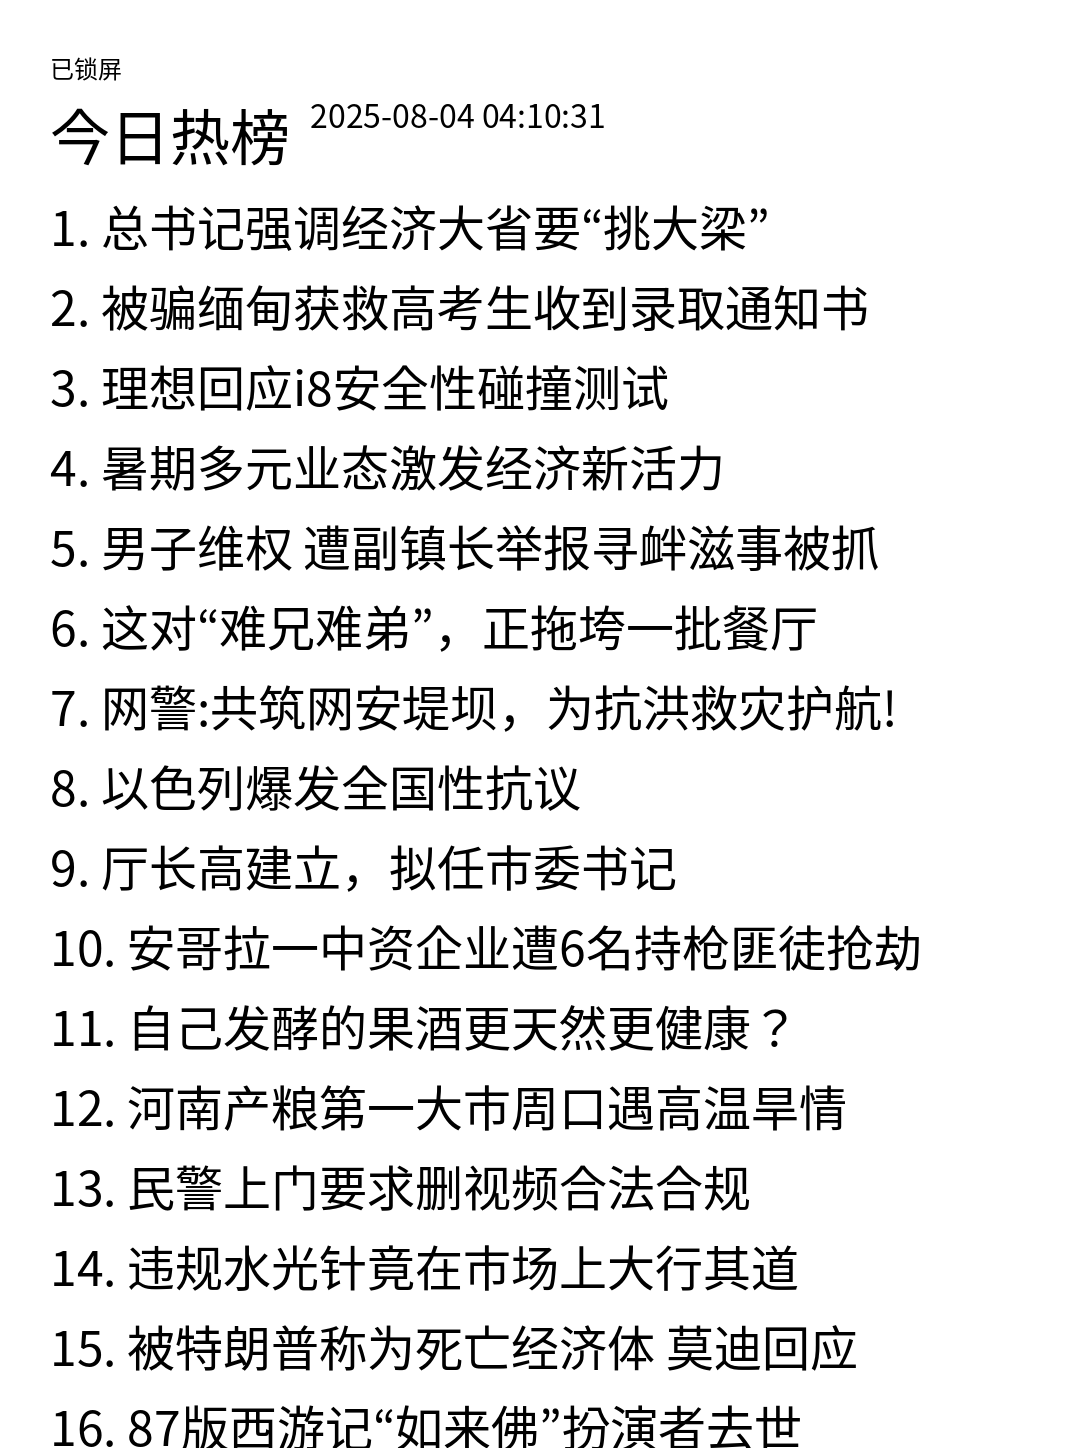 已锁屏
今日热榜 2025-08-04 04:10:31
1. 总书记强调经济大省要“挑大梁”
2. 被骗缅甸获救高考生收到录取通知书
3. 理想回应i8安全性碰撞测试
4. 暑期多元业态激发经济新活力
5. 男子维权 遭副镇长举报寻衅滋事被抓
6. 这对“难兄难弟”，正拖垮一批餐厅
7. 网警:共筑网安堤坝，为抗洪救灾护航!
8. 以色列爆发全国性抗议
9. 厅长高建立，拟任市委书记
10. 安哥拉一中资企业遭6名持枪匪徒抢劫
11. 自己发酵的果酒更天然更健康？
12. 河南产粮第一大市周口遇高温旱情
13. 民警上门要求删视频合法合规
14. 违规水光针竟在市场上大行其道
15. 被特朗普称为死亡经济体 莫迪回应
16. 87版西游记“如来佛”扮演者去世